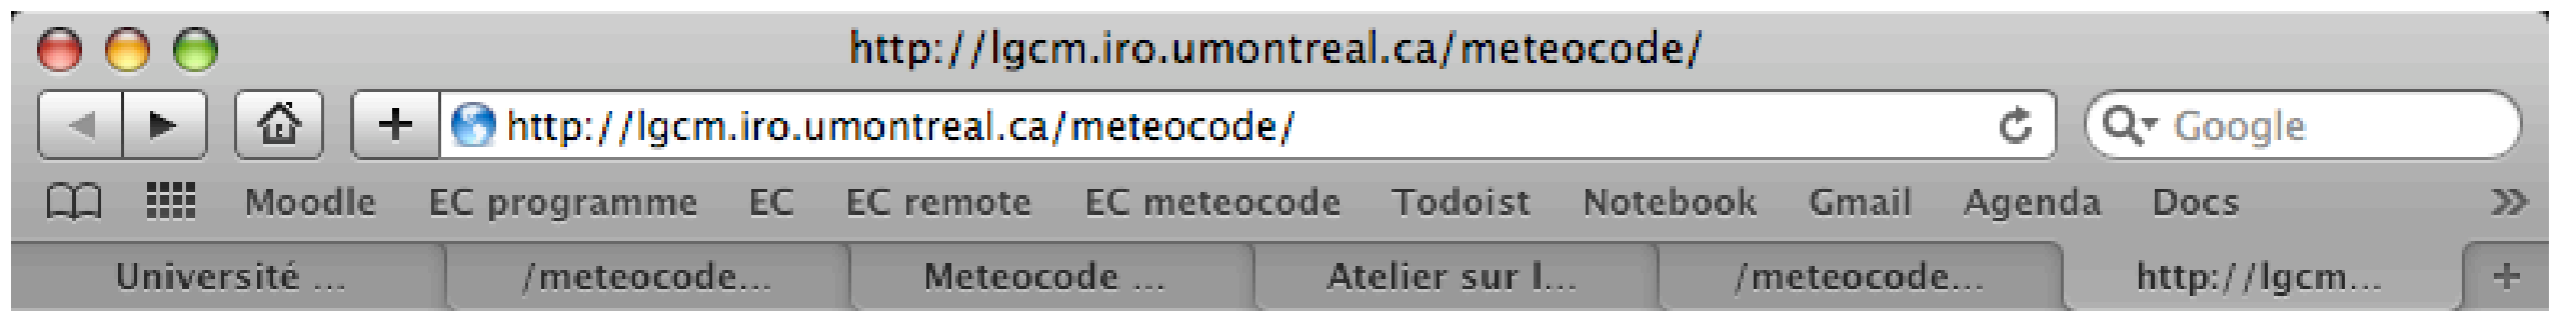 http://lgcm.iro.umontreal.ca/meteocode/
http://lgcm.iro.umontreal.ca/meteocode/ Google
Moodle EC programme EC EC remote EC meteocode Todoist Notebook Gmail Agenda Docs »
Université ... /meteocode... Meteocode ... Atelier sur l... /meteocode... http://lgcm... +